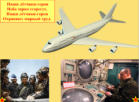 Наши лётчики-герои
Небо зорко стерегут.
Наши лётчики-герои
Охраняют мирный труд.